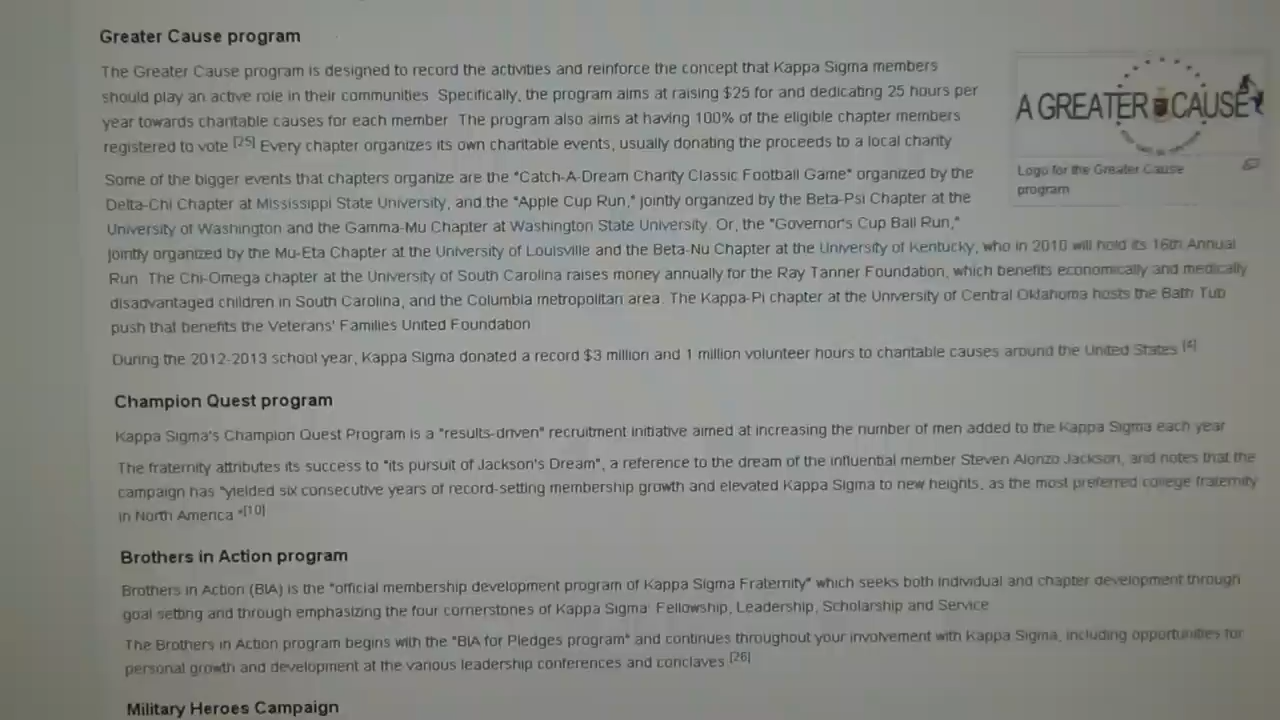 Greater Cause program
The Greater Cause program is designed to record the activities and reinforce the concept that Kappa Sigma members
should play an active role in their communities. Specifically, the program aims at raising $25 for and dedicating 25 hours per
year towards charitable causes for each member. The program also aims at having 100% of the eligible chapter members
registered to vote.[25] Every chapter organizes its own charitable events, usually donating the proceeds to a local charity.
A GREATER CAUSE
Logo for the Greater Cause
program
Some of the bigger events that chapters organize are the "Catch-A-Dream Charity Classic Football Game" organized by the
Delta-Chi Chapter at Mississippi State University, and the "Apple Cup Run," jointly organized by the Beta-Psi Chapter at the
University of Washington and the Gamma-Mu Chapter at Washington State University. Or, the "Governor's Cup Ball Run,"
jointly organized by the Mu-Eta Chapter at the University of Louisville and the Beta-Nu Chapter at the University of Kentucky, who in 2010 will hold its 16th Annual
Run. The Chi-Omega chapter at the University of South Carolina raises money annually for the Ray Tanner Foundation, which benefits economically and medically
disadvantaged children in South Carolina, and the Columbia metropolitan area. The Kappa-Pi chapter at the University of Central Oklahoma hosts the Bath Tub
push that benefits the Veterans' Families United Foundation.
During the 2012-2013 school year, Kappa Sigma donated a record $3 million and 1 million volunteer hours to charitable causes around the United States.[4]
Champion Quest program
Kappa Sigma's Champion Quest Program is a "results-driven" recruitment initiative aimed at increasing the number of men added to the Kappa Sigma each year.
The fraternity attributes its success to "its pursuit of Jackson's Dream", a reference to the dream of the influential member Steven Alonzo Jackson, and notes that the
campaign has "yielded six consecutive years of record-setting membership growth and elevated Kappa Sigma to new heights, as the most preferred college fraternity
in North America."[10]
Brothers in Action program
Brothers in Action (BIA) is the "official membership development program of Kappa Sigma Fraternity" which seeks both individual and chapter development through
goal setting and through emphasizing the four cornerstones of Kappa Sigma: Fellowship, Leadership, Scholarship and Service.
The Brothers in Action program begins with the "BIA for Pledges program" and continues throughout your involvement with Kappa Sigma, including opportunities for
personal growth and development at the various leadership conferences and conclaves.[26]
Military Heroes Campaign